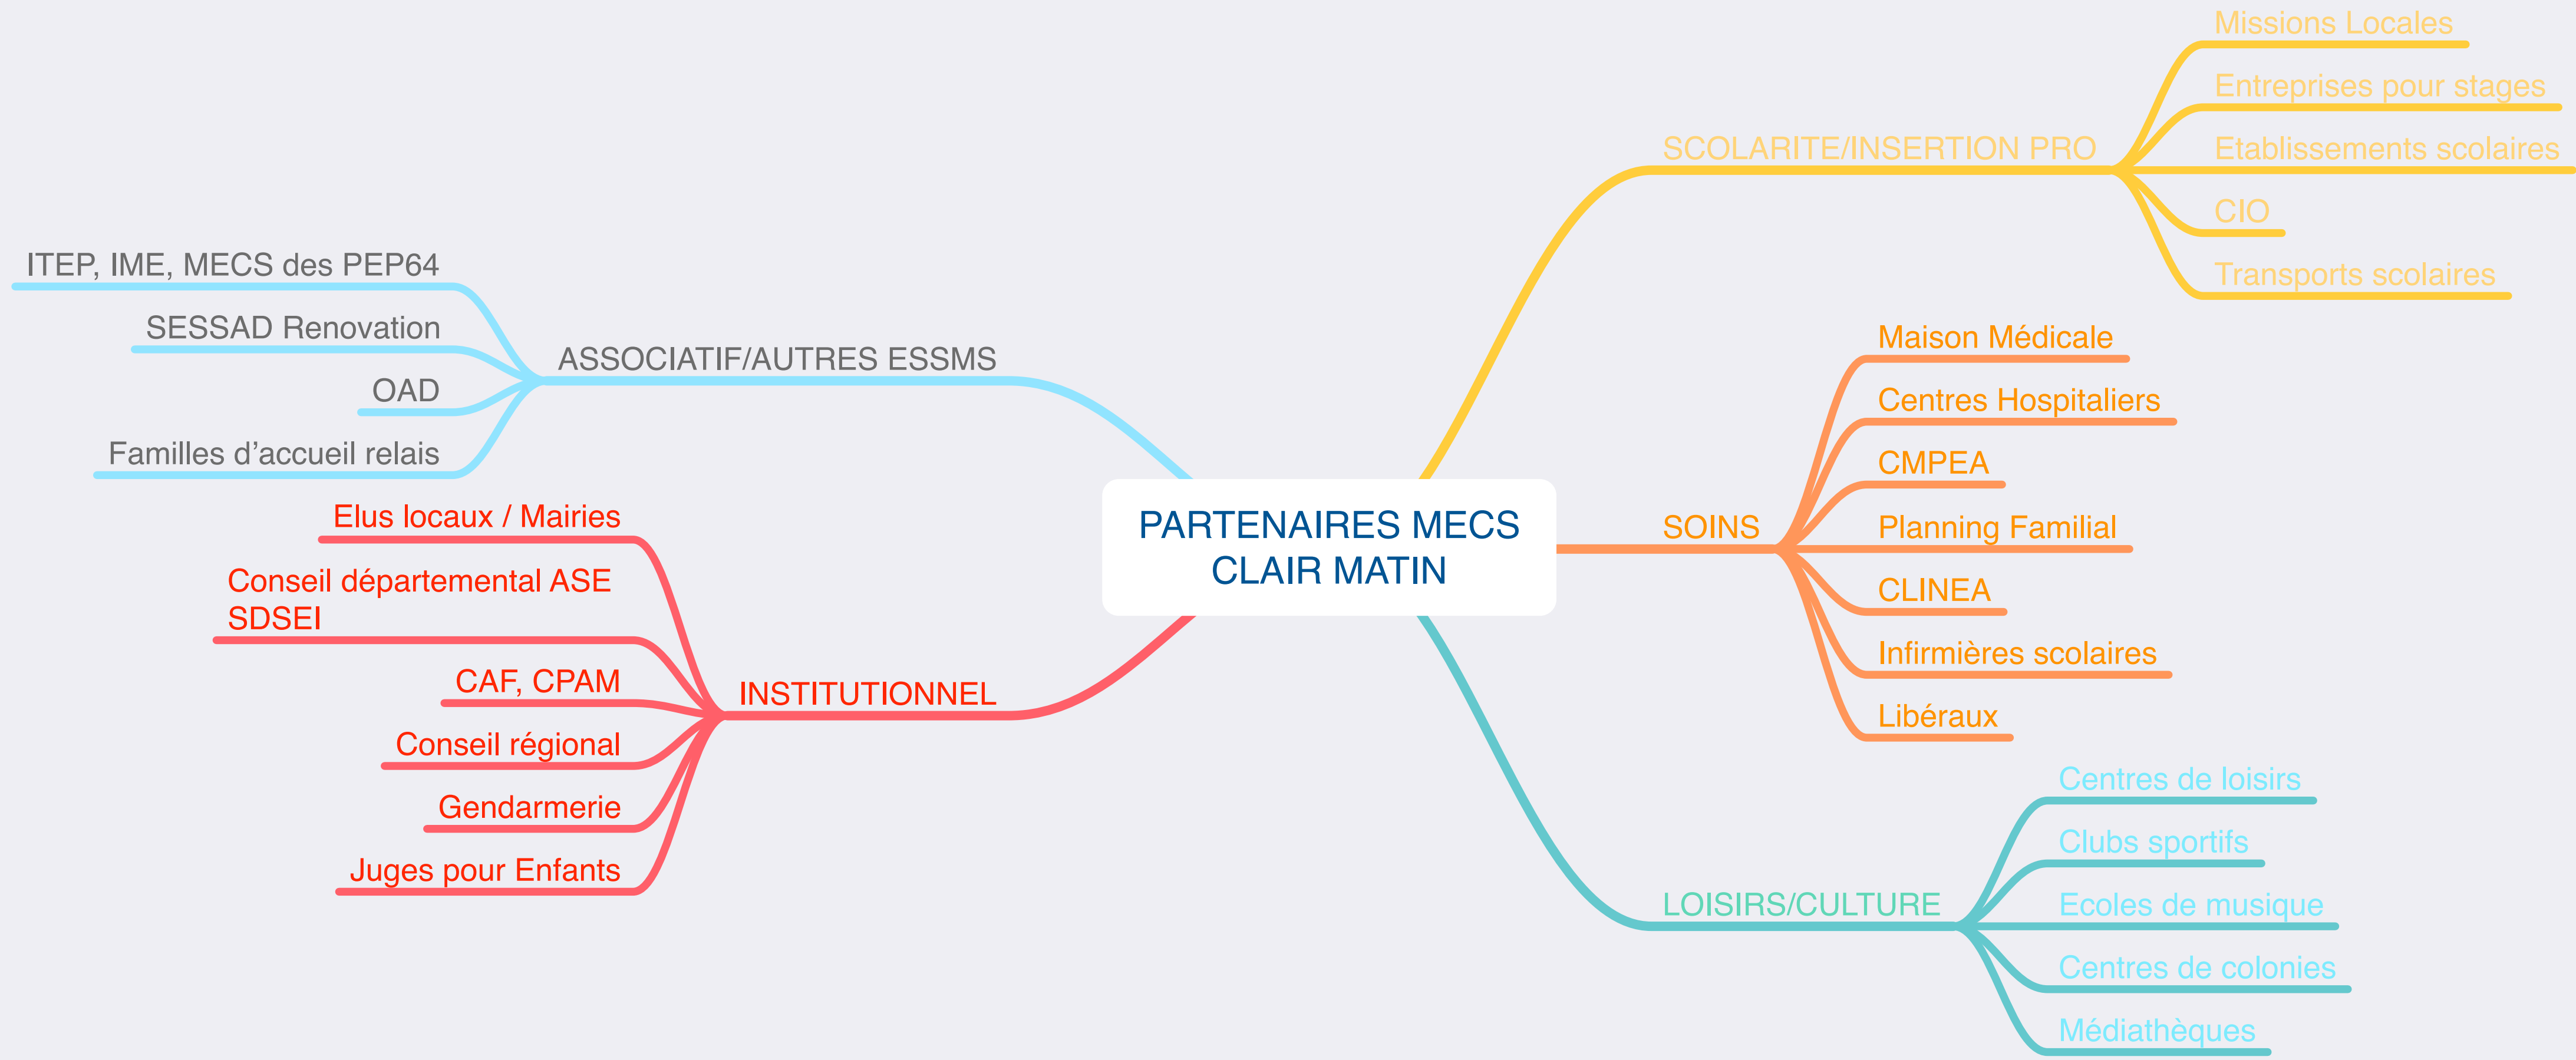 PARTENAIRES MECS
CLAIR MATIN
SCOLARITE/INSERTION PRO
Missions Locales
Entreprises pour stages
Etablissements scolaires
CIO
Transports scolaires
SOINS
Maison Médicale
Centres Hospitaliers
CMPEA
Planning Familial
CLINEA
Infirmières scolaires
Libéraux
LOISIRS/CULTURE
Centres de loisirs
Clubs sportifs
Ecoles de musique
Centres de colonies
Médiathèques
ASSOCIATIF/AUTRES ESSMS
ITEP, IME, MECS des PEP64
SESSAD Renovation
OAD
Familles d’accueil relais
INSTITUTIONNEL
Elus locaux / Mairies
Conseil départemental ASE
SDSEI
CAF, CPAM
Conseil régional
Gendarmerie
Juges pour Enfants